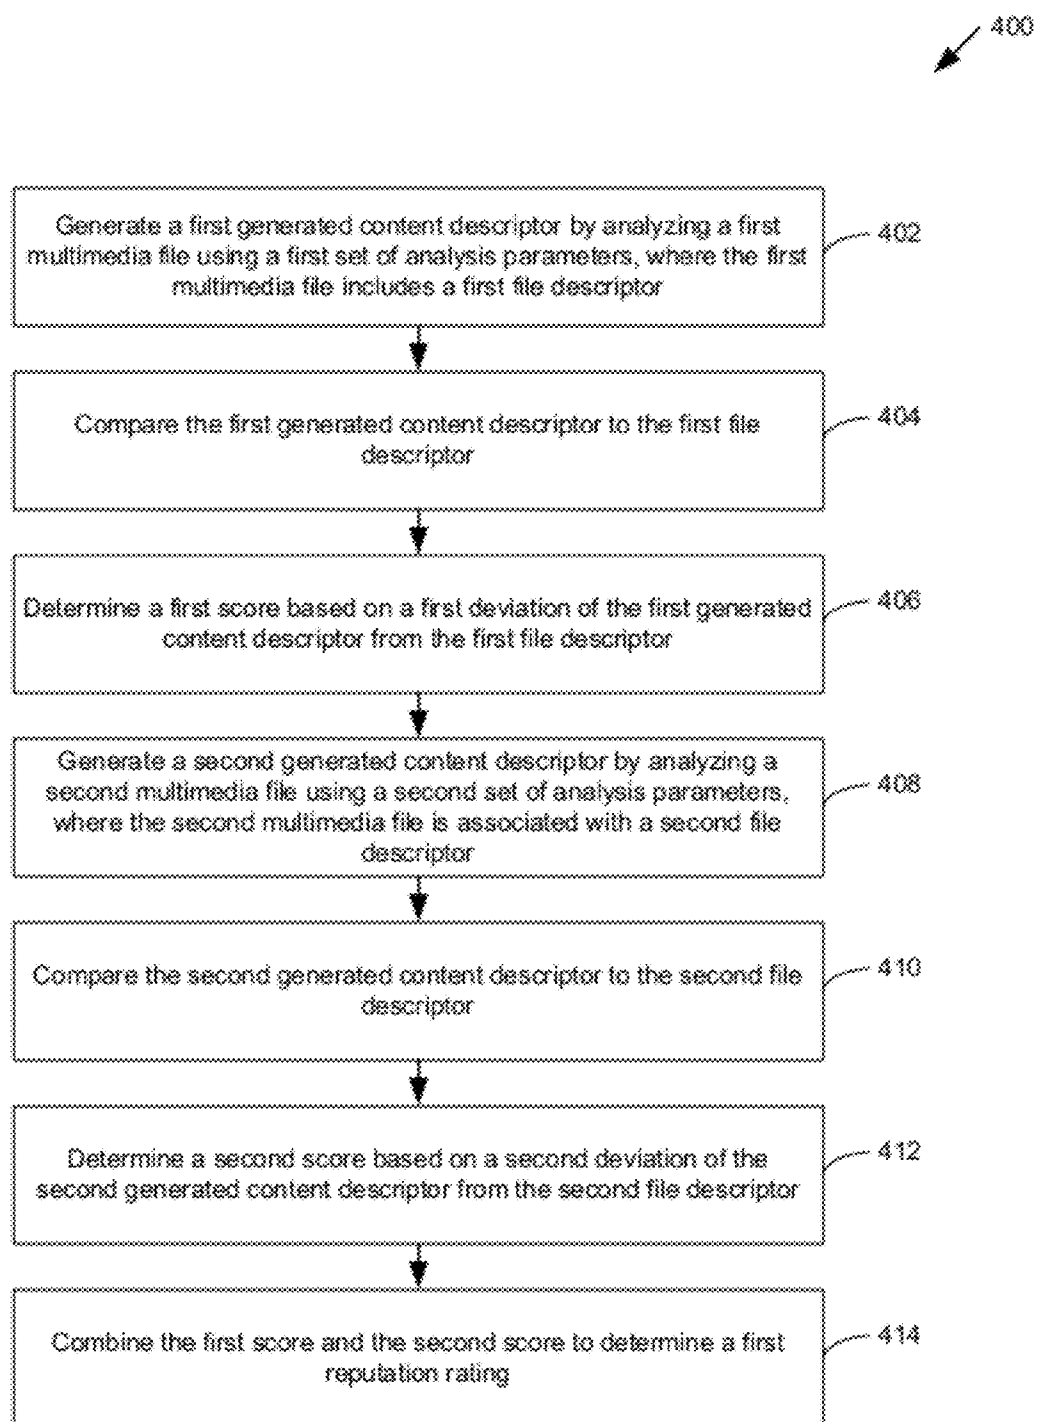 400
Generate a first generated content descriptor by analyzing a first
multimedia file using a first set of analysis parameters, where the first
multimedia file includes a first file descriptor
402
Compare the first generated content descriptor to the first file
descriptor
404
Determine a first score based on a first deviation of the first generated
content descriptor from the first file descriptor
406
Generate a second generated content descriptor by analyzing a
second multimedia file using a second set of analysis parameters,
where the second multimedia file is associated with a second file
descriptor
408
Compare the second generated content descriptor to the second file
descriptor
410
Determine a second score based on a second deviation of the
second generated content descriptor from the second file descriptor
412
Combine the first score and the second score to determine a first
reputation rating
414